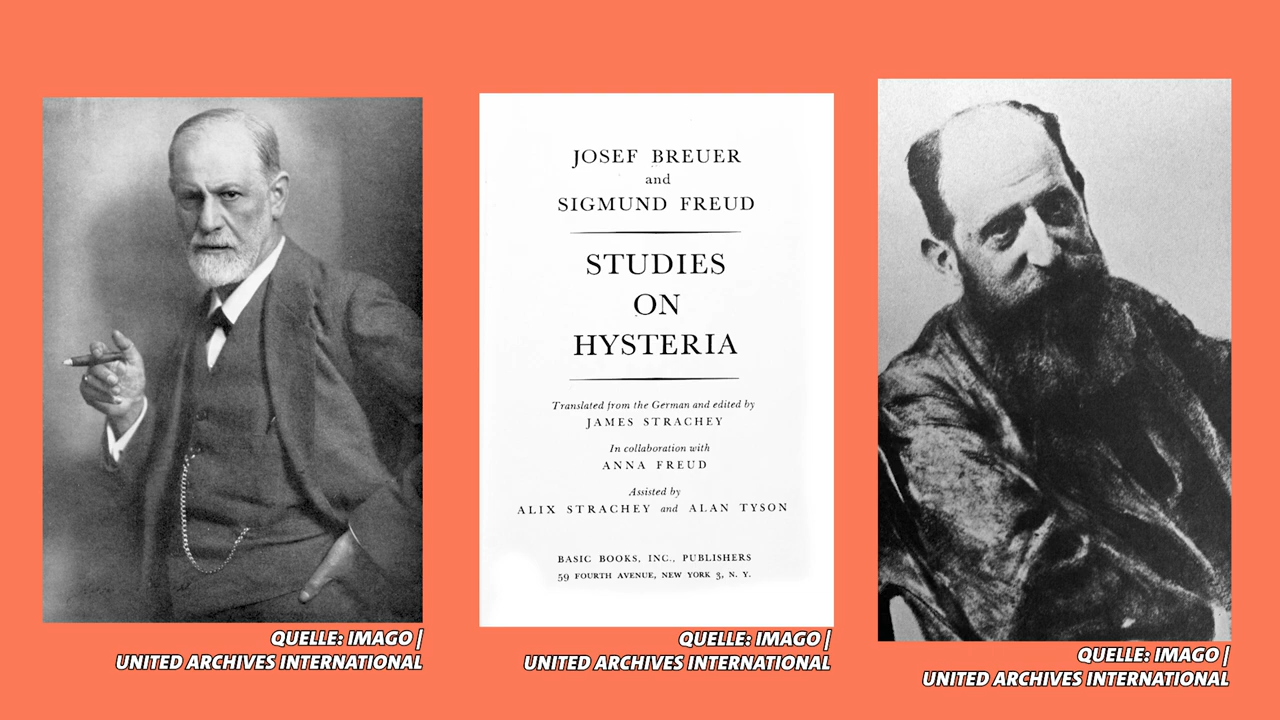 JOSEF BREUER
and
SIGMUND FREUD
STUDIES
ON
HYSTERIA
Translated from the German and edited by
JAMES STRACHEY
In collaboration with
ANNA FREUD
Assisted by
ALIX STRACHEY and ALAN TYSON
BASIC BOOKS, INC., PUBLISHERS
59 FOURTH AVENUE, NEW YORK 3, N. Y.
QUELLE: IMAGO |
UNITED ARCHIVES INTERNATIONAL
QUELLE: IMAGO |
UNITED ARCHIVES INTERNATIONAL
QUELLE: IMAGO |
UNITED ARCHIVES INTERNATIONAL